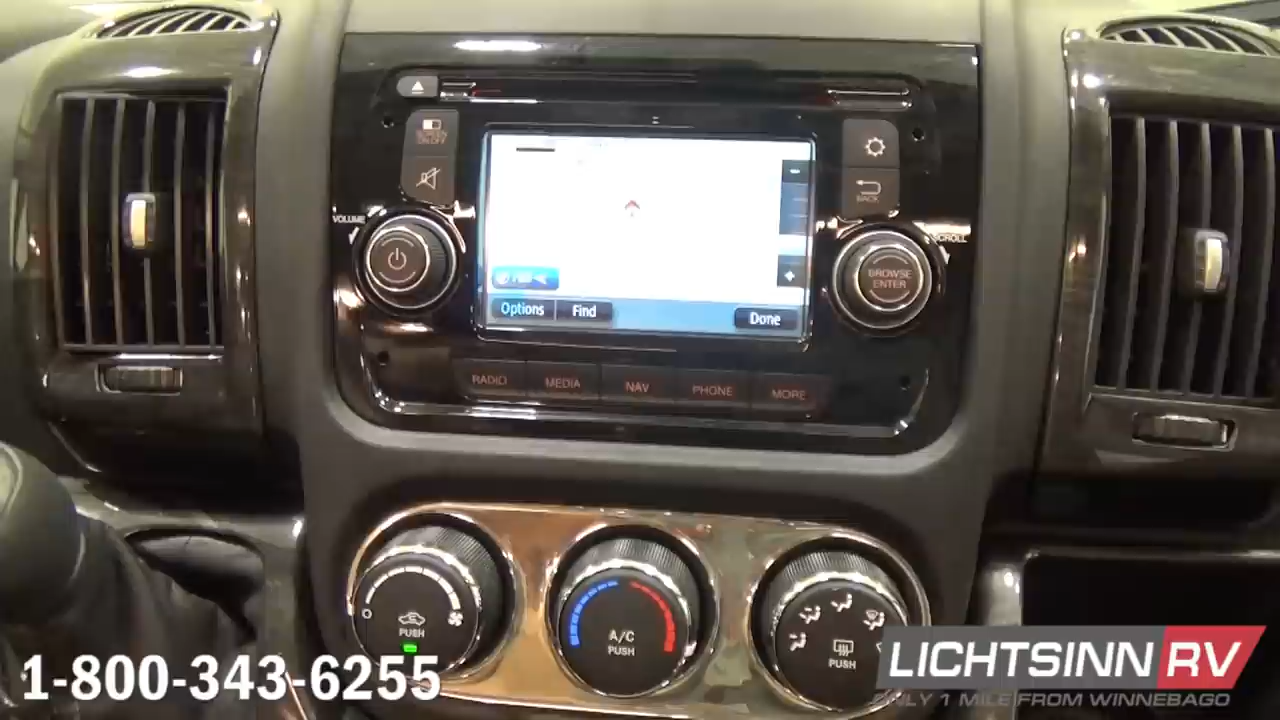 SCREEN
ON/OFF
VOLUME
BACK
SCROLL
BROWSE
ENTER
Options
Find
Done
RADIO
MEDIA
NAV
PHONE
MORE
PUSH
A/C
PUSH
PUSH
1-800-343-6255
LICHTSINN RV
ONLY 1 MILE FROM WINNEBAGO